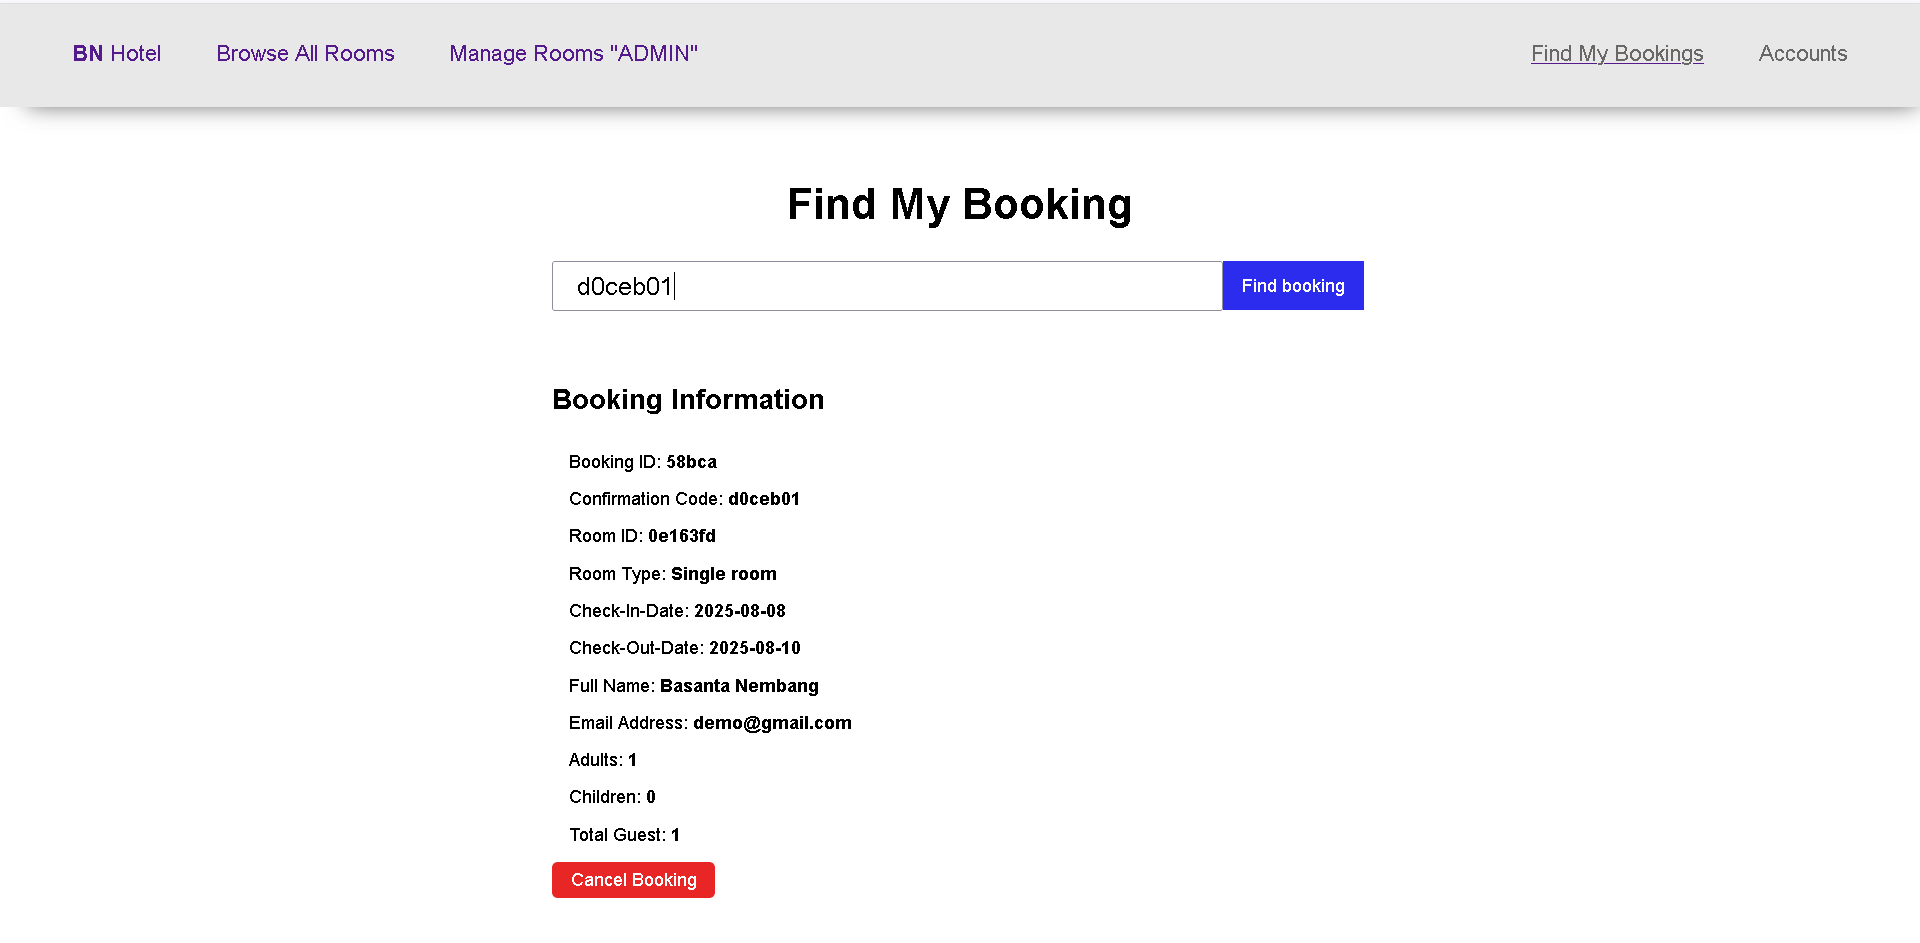 BN Hotel Browse All Rooms Manage Rooms "ADMIN" Find My Bookings Accounts
Find My Booking
d0ceb01 Find booking
Booking Information
Booking ID: 58bca
Confirmation Code: d0ceb01
Room ID: 0e163fd
Room Type: Single room
Check-In-Date: 2025-08-08
Check-Out-Date: 2025-08-10
Full Name: Basanta Nembang
Email Address: demo@gmail.com
Adults: 1
Children: 0
Total Guest: 1
Cancel Booking